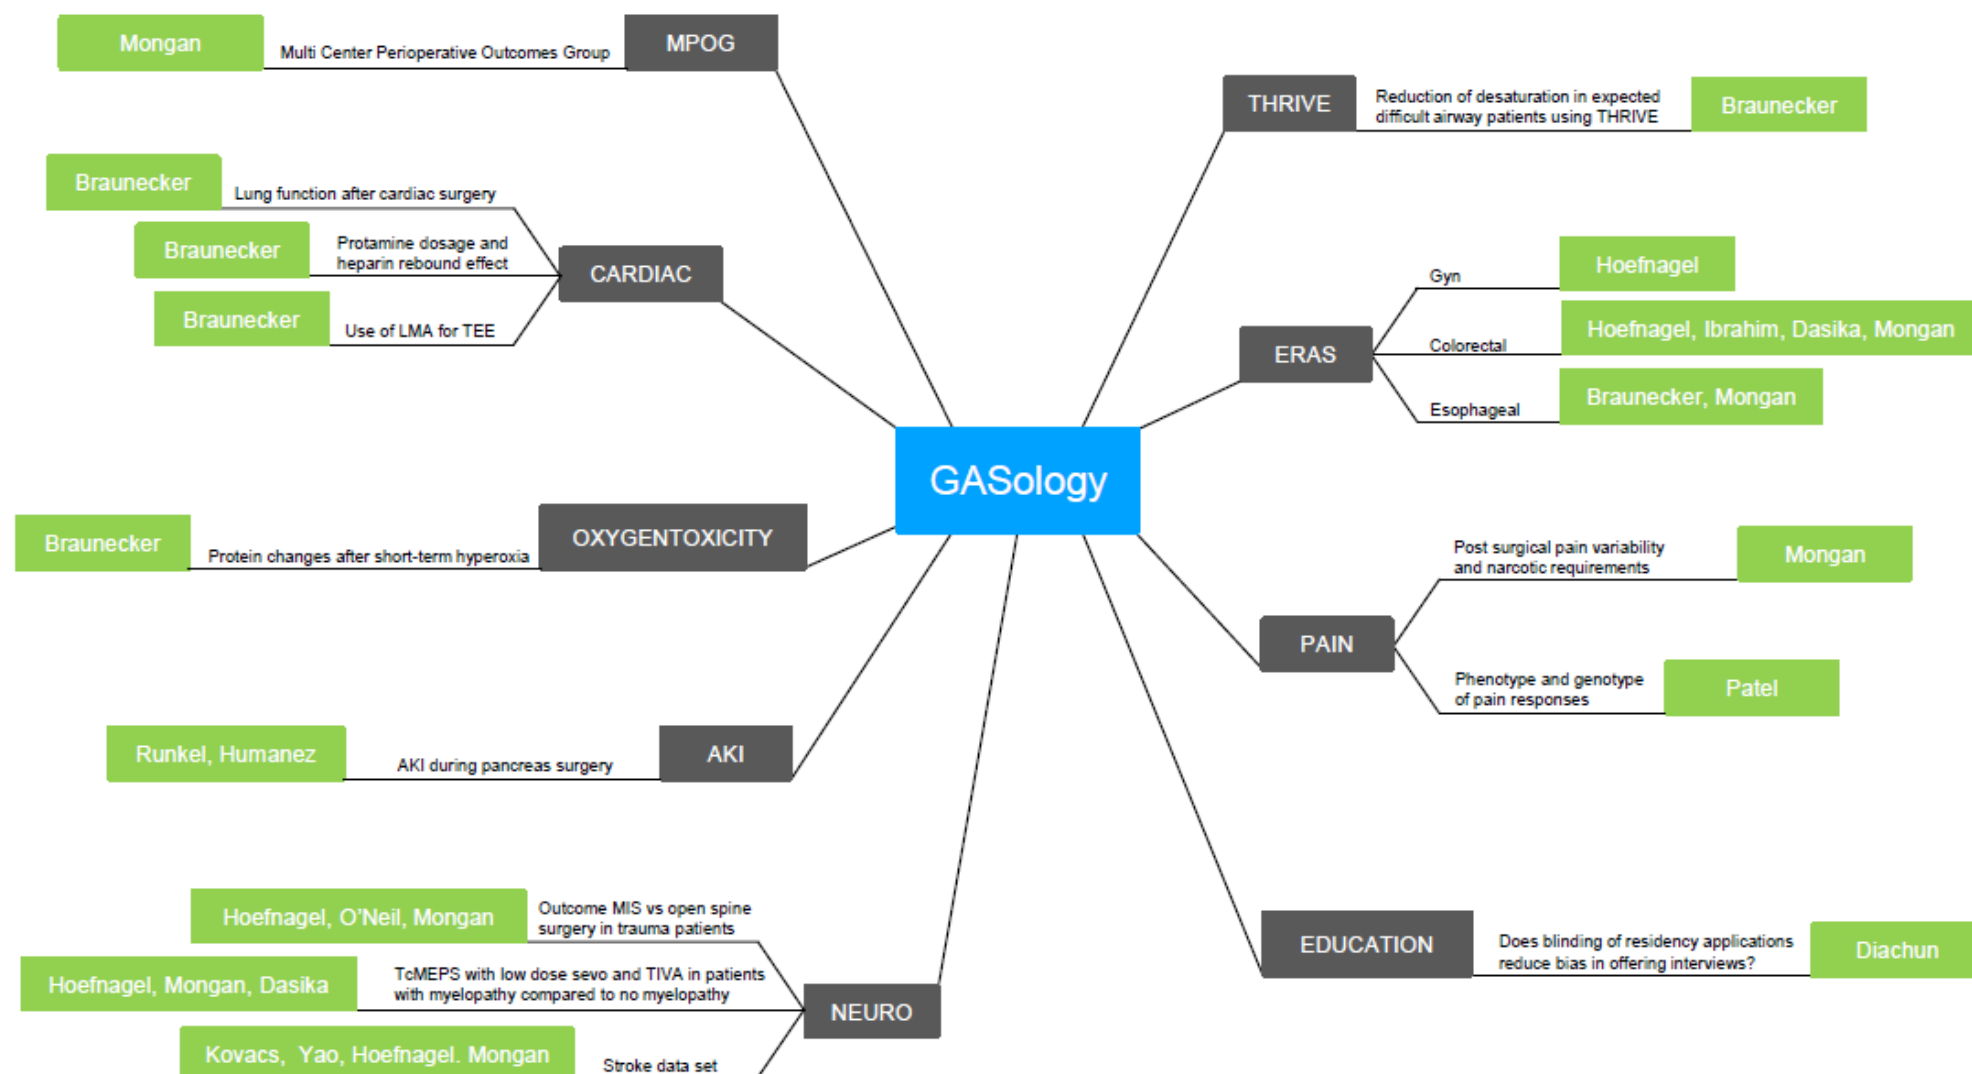 Mongan
Multi Center Perioperative Outcomes Group
MPOG
Braunecker
Lung function after cardiac surgery
Braunecker
Protamine dosage and
heparin rebound effect
Braunecker
Use of LMA for TEE
CARDIAC
Braunecker
Protein changes after short-term hyperoxia
OXYGENTOXICITY
Runkel, Humanez
AKI during pancreas surgery
AKI
Hoefnagel, O'Neil, Mongan
Outcome MIS vs open spine
surgery in trauma patients
Hoefnagel, Mongan, Dasika
TcMEPS with low dose sevo and TIVA in patients
with myelopathy compared to no myelopathy
Kovacs, Yao, Hoefnagel. Mongan
Stroke data set
NEURO
GASology
THRIVE
Reduction of desaturation in expected
difficult airway patients using THRIVE
Braunecker
ERAS
Gyn
Hoefnagel
Colorectal
Hoefnagel, Ibrahim, Dasika, Mongan
Esophageal
Braunecker, Mongan
PAIN
Post surgical pain variability
and narcotic requirements
Mongan
Phenotype and genotype
of pain responses
Patel
EDUCATION
Does blinding of residency applications
reduce bias in offering interviews?
Diachun